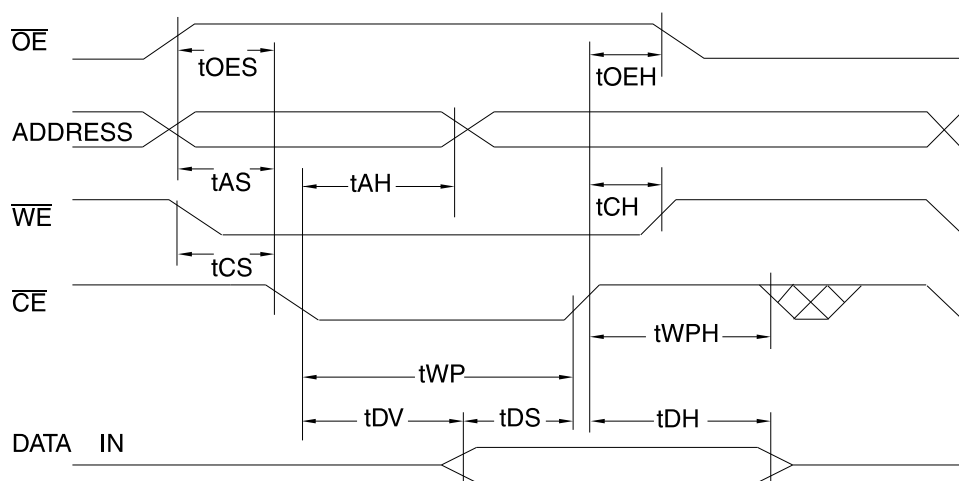 OE
tOES
tOEH
ADDRESS
tAS
tAH
tCH
WE
tCS
CE
tWPH
tWP
tDV
tDS
tDH
DATA IN